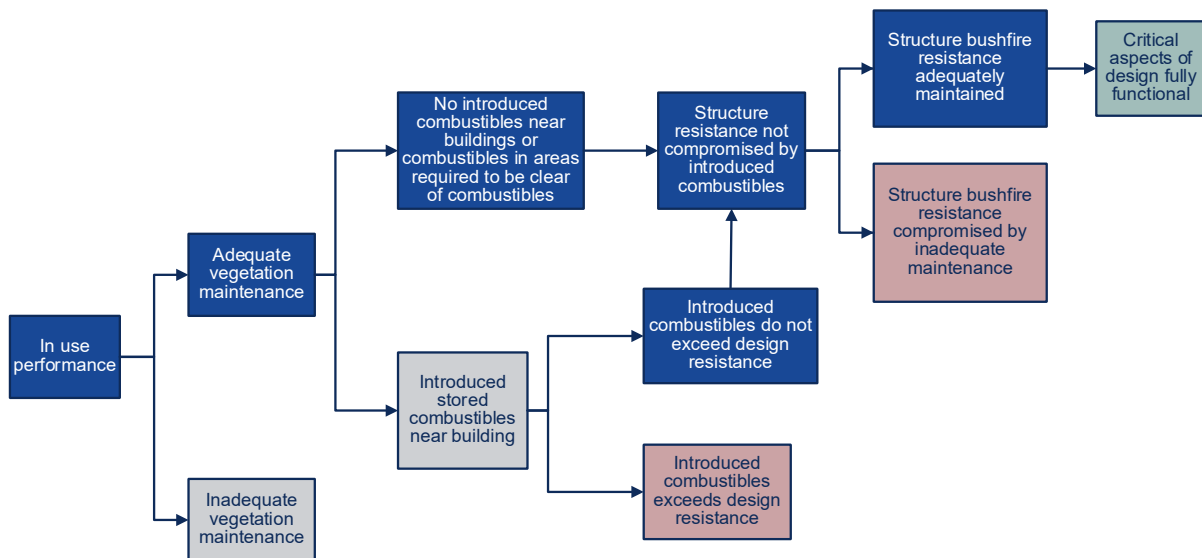 In use
performance
Adequate
vegetation
maintenance
Inadequate
vegetation
maintenance
No introduced
combustibles near
buildings or
combustibles in areas
required to be clear
of combustibles
Introduced
stored
combustibles
near building
Structure
resistance not
compromised by
introduced
combustibles
Introduced
combustibles do not
exceed design
resistance
Introduced
combustibles
exceeds design
resistance
Structure bushfire
resistance
adequately
maintained
Structure bushfire
resistance
compromised by
inadequate
maintenance
Critical
aspects of
design fully
functional